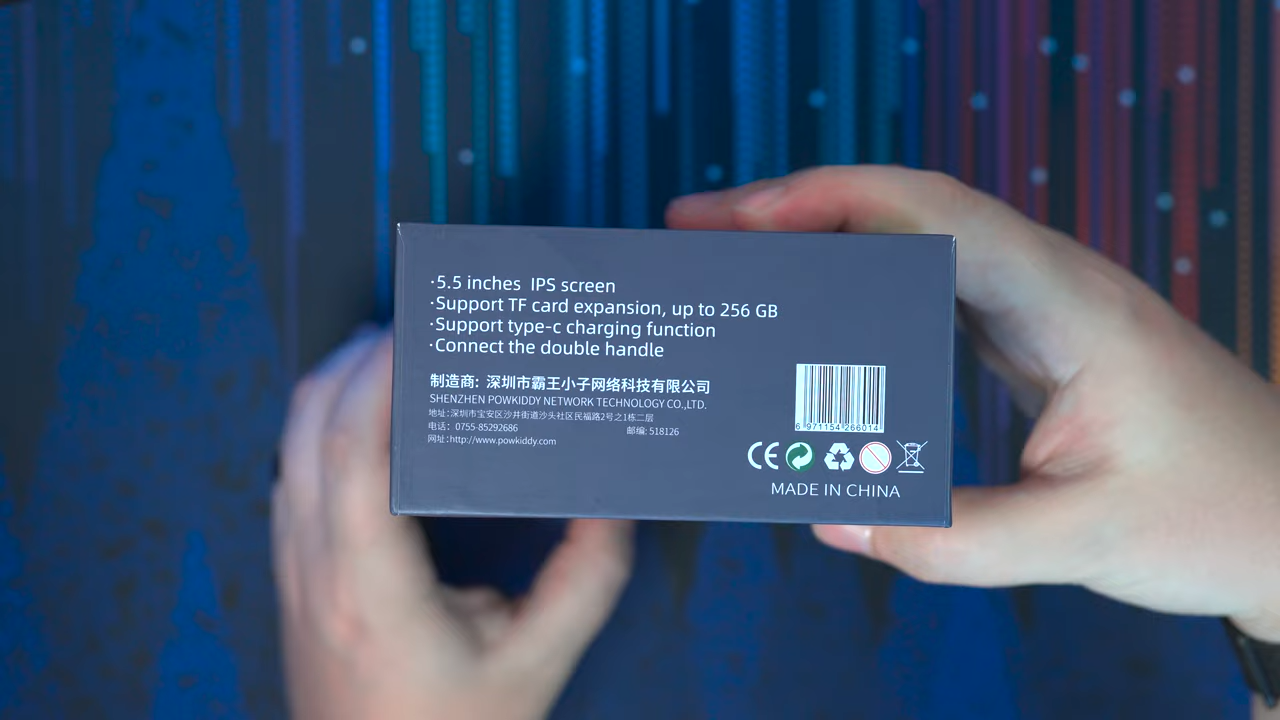 ·5.5 inches IPS screen
·Support TF card expansion, up to 256 GB
·Support type-c charging function
·Connect the double handle
制造商: 深圳市霸王小子网络科技有限公司
SHENZHEN POWKIDDY NETWORK TECHNOLOGY CO.,LTD.
地址:深圳市宝安区沙井街道沙头社区民福路2号之1栋二层
电话: 0755-85292686 邮编: 518126
网址:http://www.powkiddy.com
6 971154 266014
CE
MADE IN CHINA